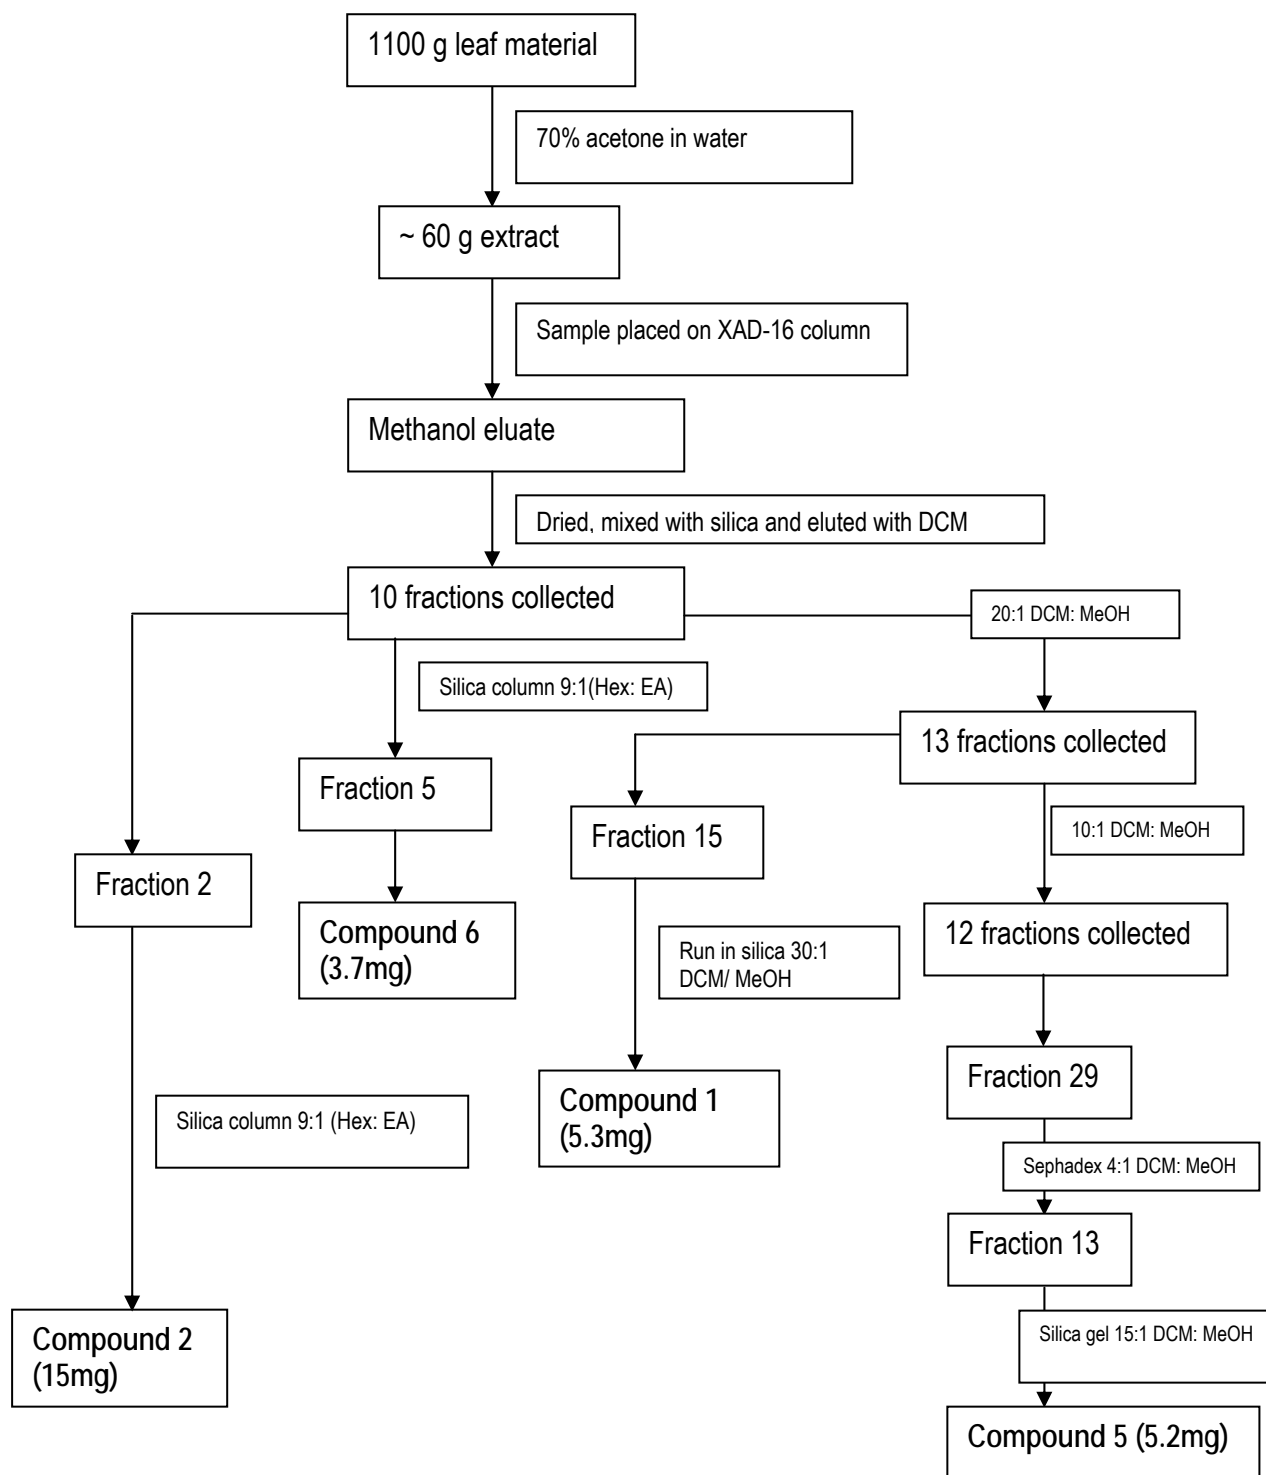 1100 g leaf material
70% acetone in water
~ 60 g extract
Sample placed on XAD-16 column
Methanol eluate
Dried, mixed with silica and eluted with DCM
10 fractions collected
20:1 DCM: MeOH
Silica column 9:1(Hex: EA)
13 fractions collected
Fraction 5
Fraction 15
10:1 DCM: MeOH
Fraction 2
Compound 6
(3.7mg)
Run in silica 30:1
DCM/ MeOH
12 fractions collected
Fraction 29
Compound 1
(5.3mg)
Silica column 9:1 (Hex: EA)
Sephadex 4:1 DCM: MeOH
Fraction 13
Compound 2
(15mg)
Silica gel 15:1 DCM: MeOH
Compound 5 (5.2mg)